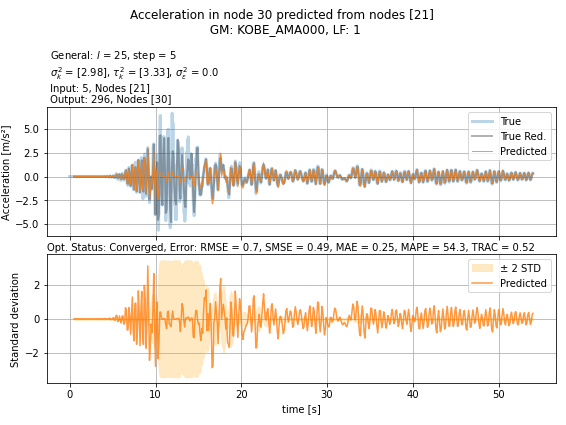 Acceleration in node 30 predicted from nodes [21]
GM: KOBE_AMA000, LF: 1
General: l = 25, step = 5
σ²ₖ = [2.98], τ²ₖ = [3.33], σ²ε = 0.0
Input: 5, Nodes [21]
Output: 296, Nodes [30]
Acceleration [m/s²]
5.0
2.5
0.0
−2.5
−5.0
True
True Red.
Predicted
Opt. Status: Converged, Error: RMSE = 0.7, SMSE = 0.49, MAE = 0.25, MAPE = 54.3, TRAC = 0.52
Standard deviation
2
0
−2
± 2 STD
Predicted
0 10 20 30 40 50
time [s]